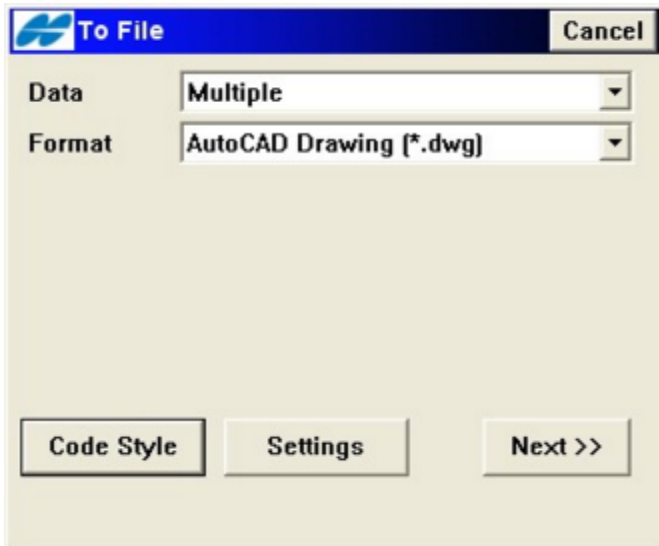 To File Cancel
Data Multiple
Format AutoCAD Drawing (*.dwg)
Code Style Settings Next >>